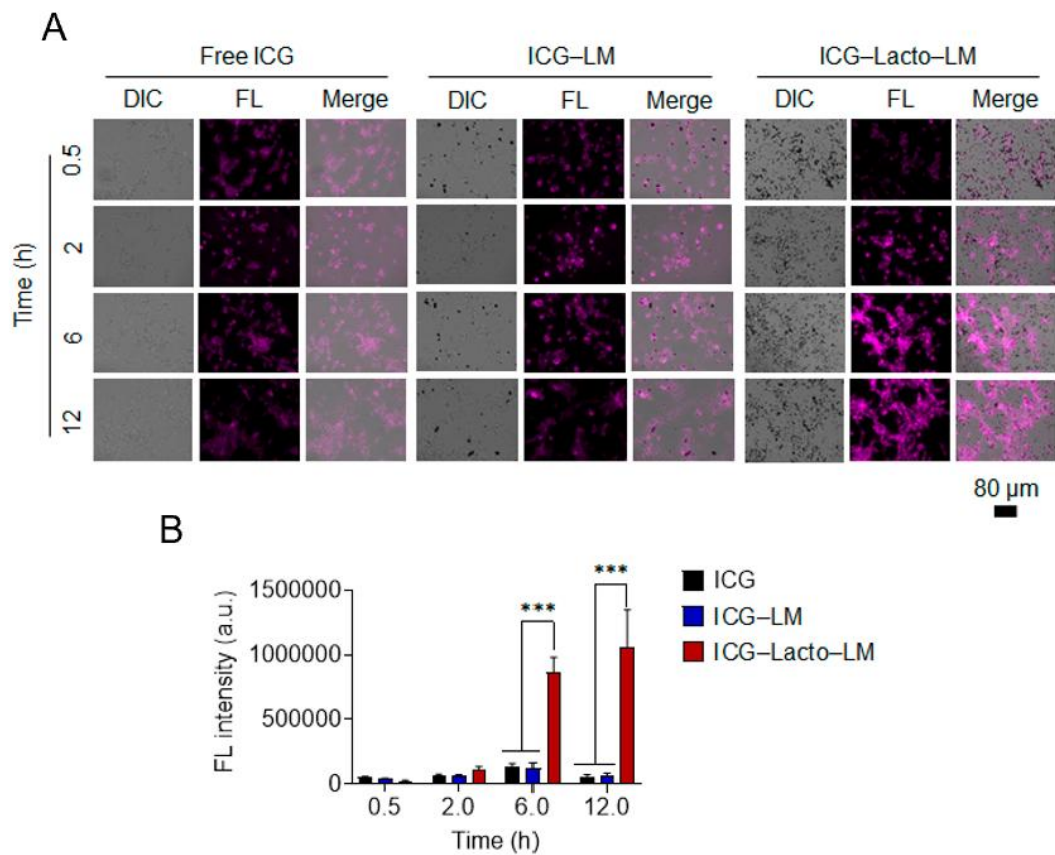 A
Free ICG
ICG–LM
ICG–Lacto–LM
DIC FL Merge DIC FL Merge DIC FL Merge
Time (h)
0.5
2
6
12
80 µm
B
FL intensity (a.u.)
1500000
1000000
500000
0
*** ***
ICG
ICG–LM
ICG–Lacto–LM
0.5 2.0 6.0 12.0
Time (h)